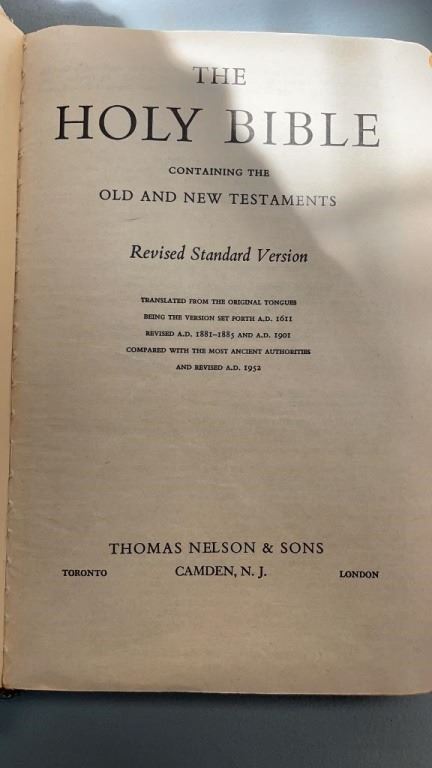 THE
HOLY BIBLE
CONTAINING THE
OLD AND NEW TESTAMENTS
Revised Standard Version
TRANSLATED FROM THE ORIGINAL TONGUES
BEING THE VERSION SET FORTH A.D. 1611
REVISED A.D. 1881–1885 AND A.D. 1901
COMPARED WITH THE MOST ANCIENT AUTHORITIES
AND REVISED A.D. 1952
THOMAS NELSON & SONS
TORONTO CAMDEN, N. J. LONDON